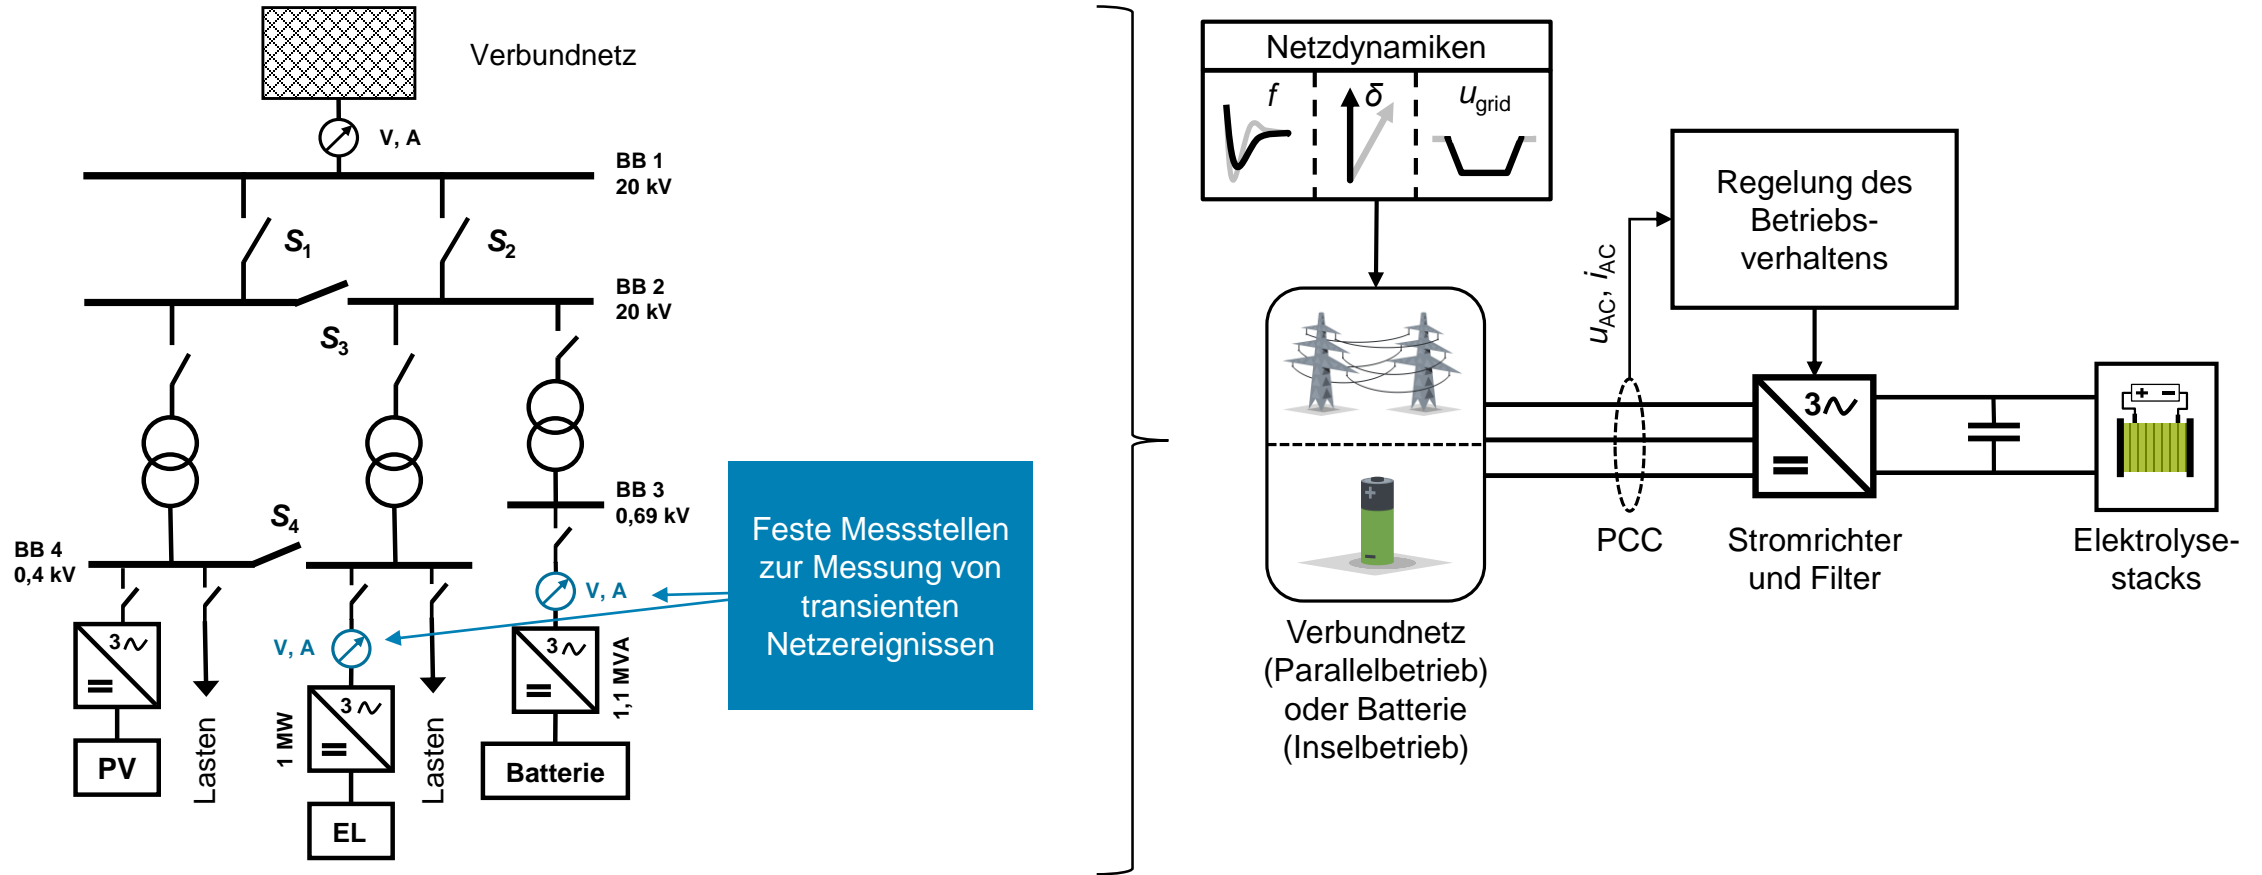 Verbundnetz
V, A
BB 1
20 kV
S1
S2
BB 2
20 kV
S3
BB 3
0,69 kV
S4
BB 4
0,4 kV
V, A
V, A
3
3
3
1 MW
1,1 MVA
Lasten
Lasten
PV
EL
Batterie
Feste Messstellen
zur Messung von
transienten
Netzereignissen
Netzdynamiken
f
δ
ugrid
Regelung des
Betriebs-
verhaltens
uAC, iAC
3
PCC
Stromrichter
und Filter
Elektrolyse-
stacks
Verbundnetz
(Parallelbetrieb)
oder Batterie
(Inselbetrieb)